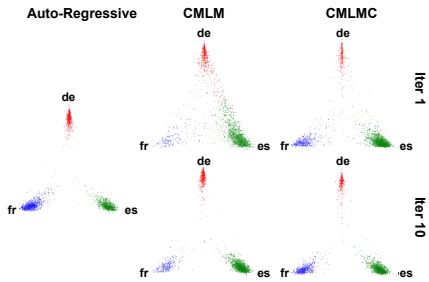 Auto-Regressive CMLM CMLMC
de de
fr es fr es
Iter 1
de
fr es
de de
fr es fr es
Iter 10